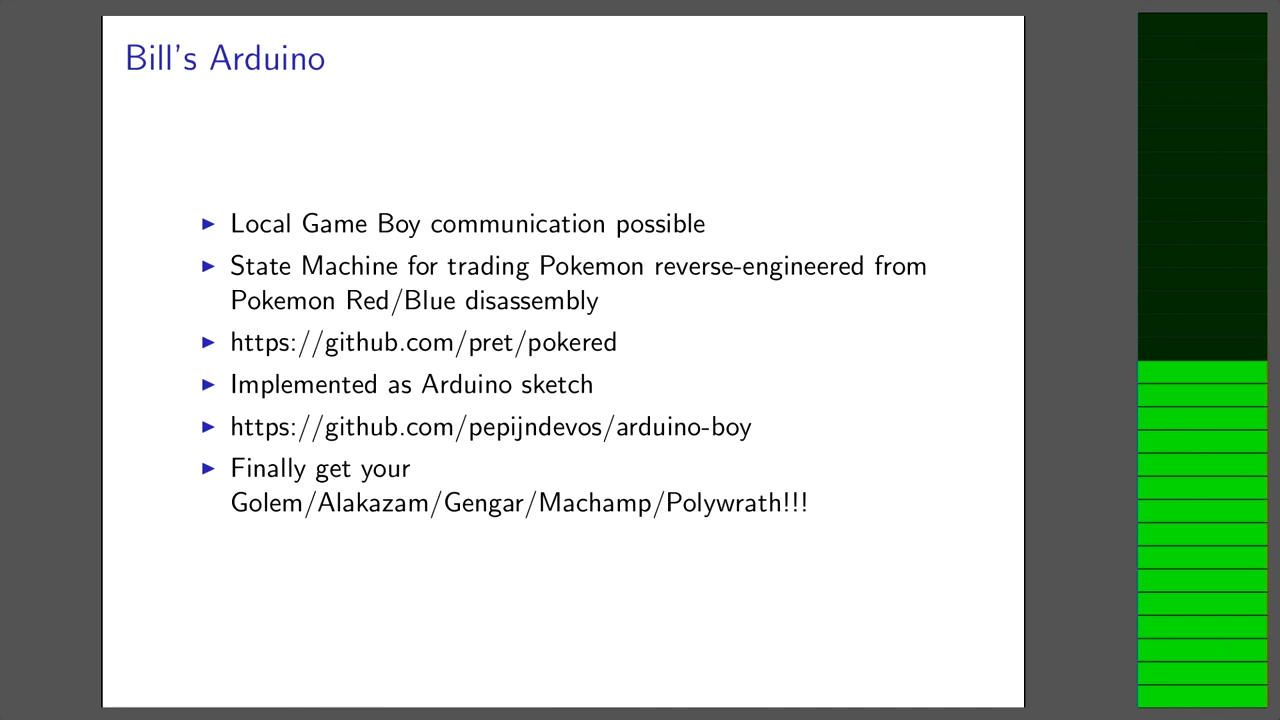 Bill's Arduino
Local Game Boy communication possible
State Machine for trading Pokemon reverse-engineered from
Pokemon Red/Blue disassembly
https://github.com/pret/pokered
Implemented as Arduino sketch
https://github.com/pepijndevos/arduino-boy
Finally get your
Golem/Alakazam/Gengar/Machamp/Polywrath!!!